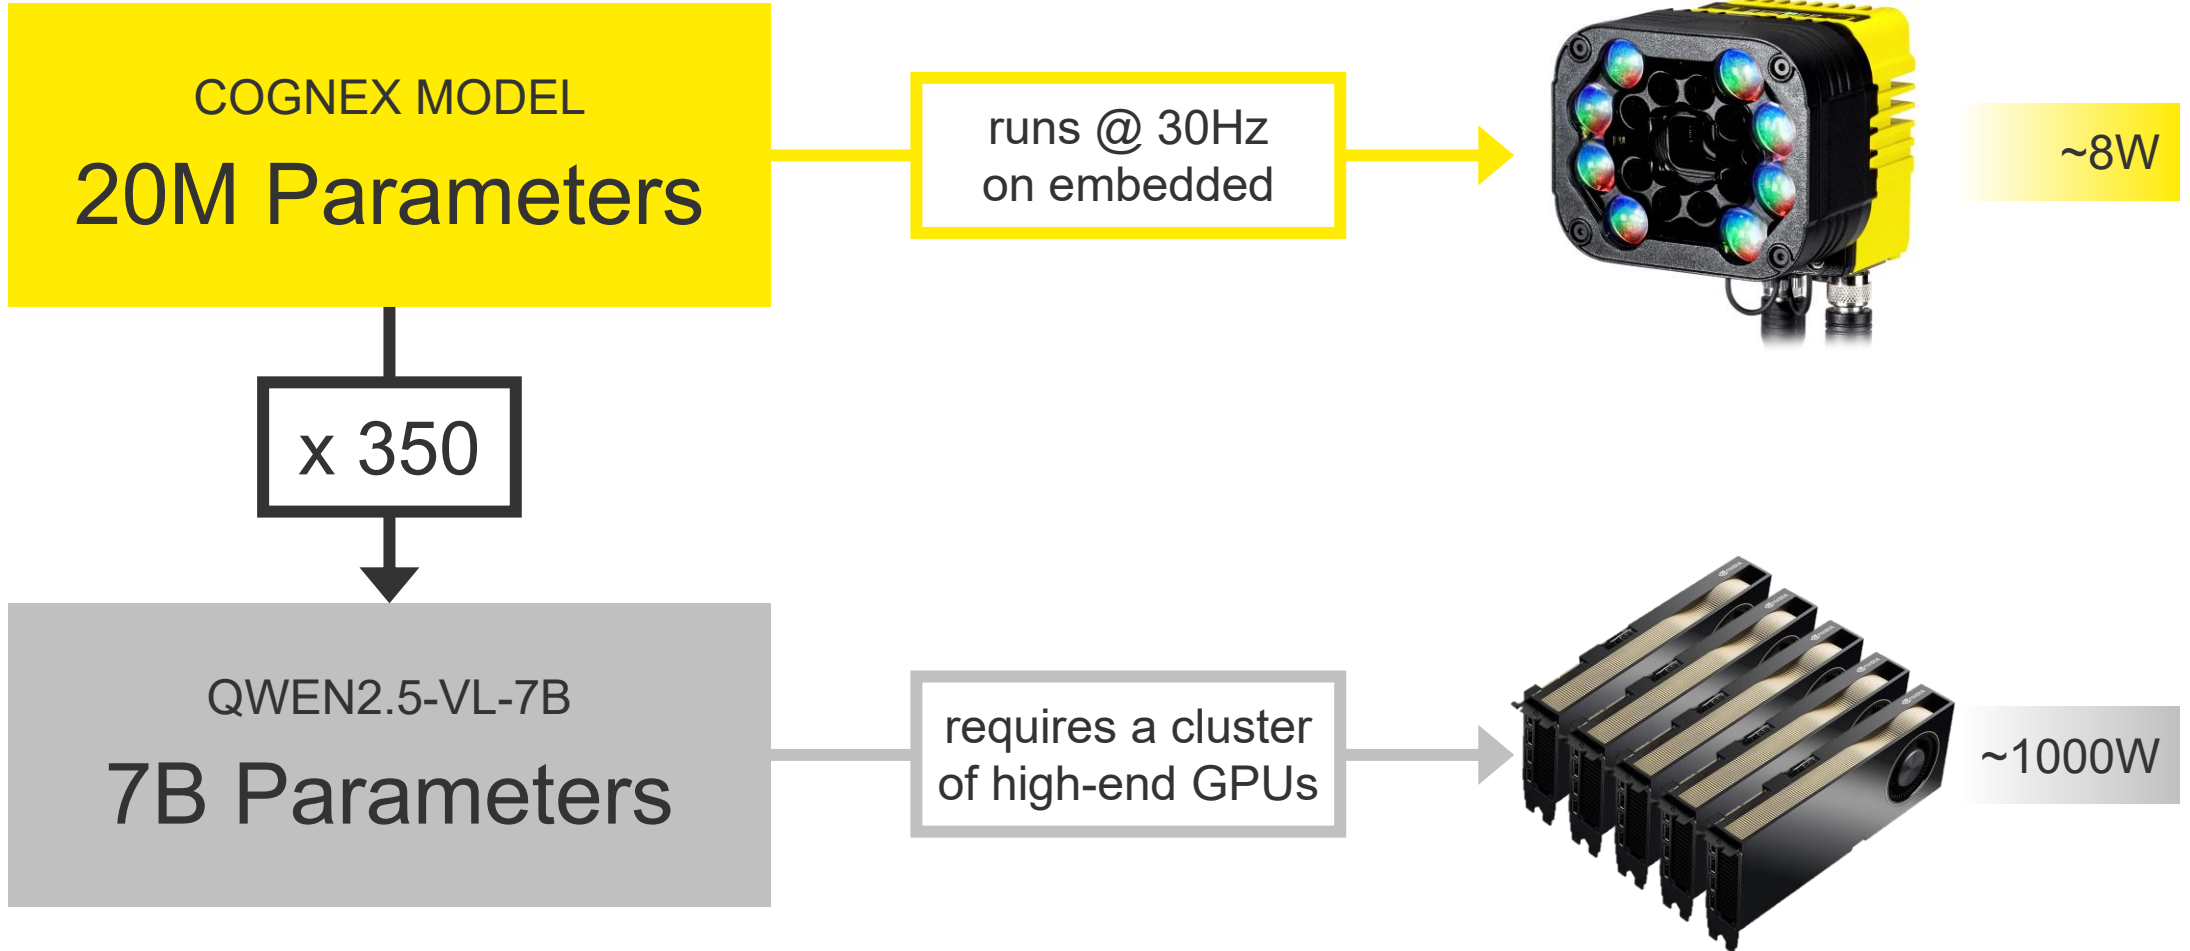 COGNEX MODEL
20M Parameters
runs @ 30Hz
on embedded
~8W
x 350
QWEN2.5-VL-7B
7B Parameters
requires a cluster
of high-end GPUs
~1000W